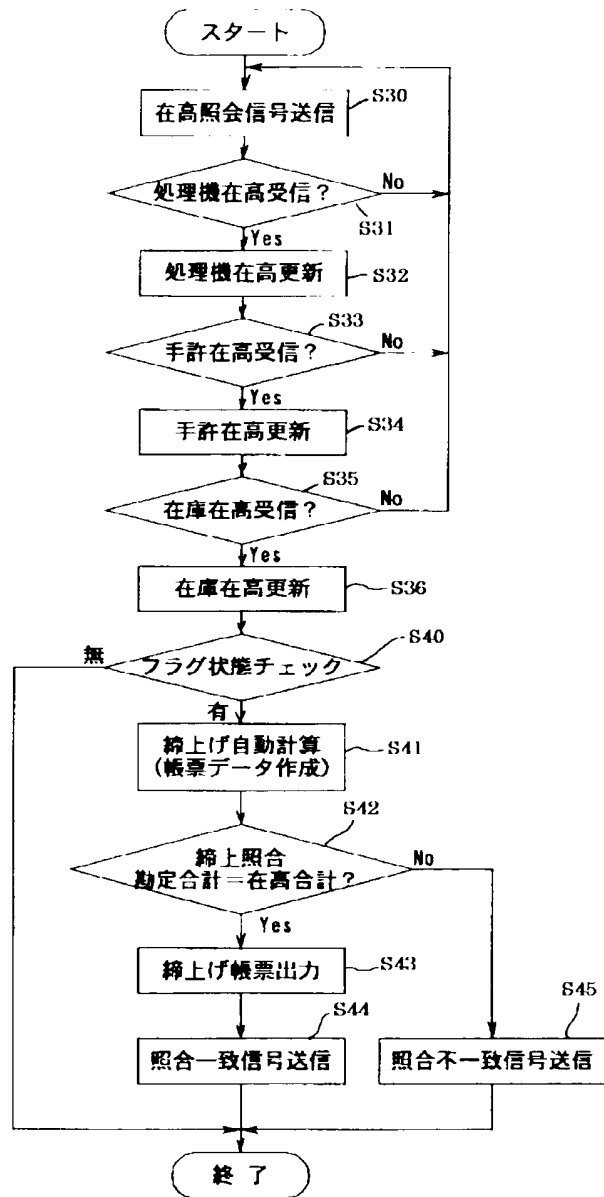 スタート
在高照会信号送信
S30
処理機在高受信?
No
S31
Yes
処理機在高更新
S32
S33
手許在高受信?
No
Yes
手許在高更新
S34
S35
在庫在高受信?
No
Yes
在庫在高更新
S36
S40
無
フラグ状態チェック
有
締上げ自動計算
(帳票データ作成)
S41
S42
締上照合
勘定合計=在高合計?
No
Yes
締上げ帳票出力
S43
S44
S45
照合一致信号送信
照合不一致信号送信
終了